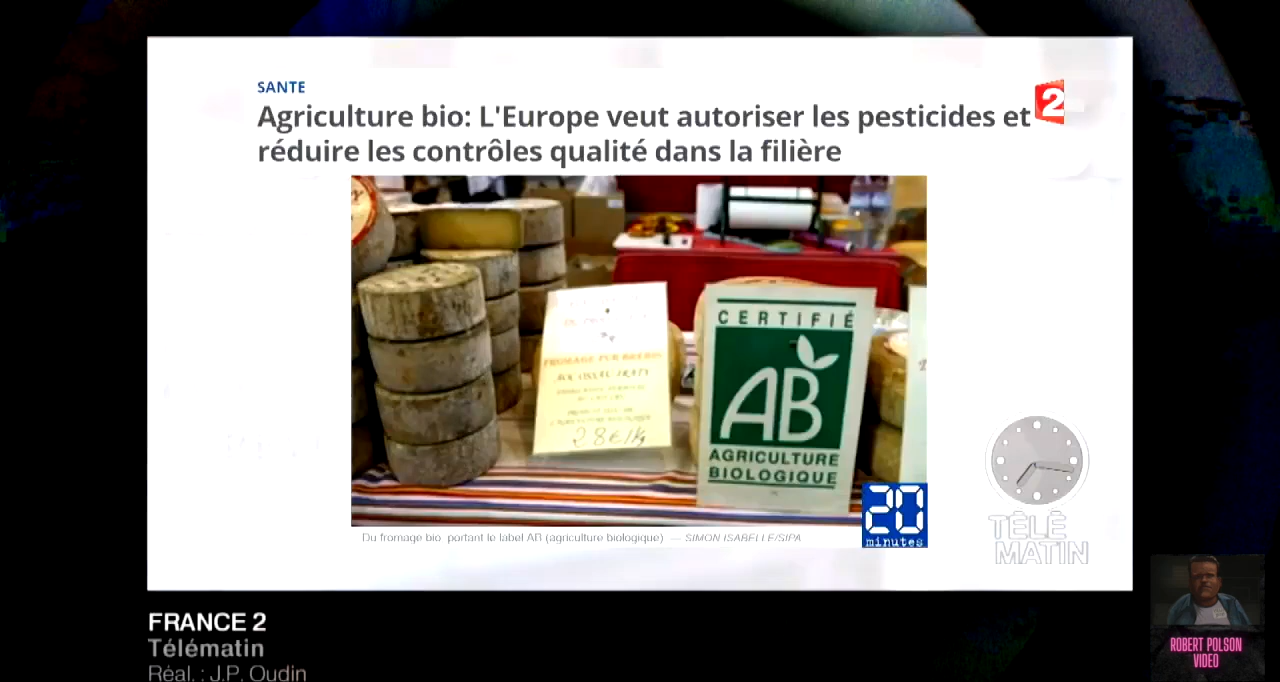 SANTE
Agriculture bio: L'Europe veut autoriser les pesticides et
réduire les contrôles qualité dans la filière
2
FROMAGE PUR BREBIS
28€/Kg
CERTIFIÉ
AB
AGRICULTURE
BIOLOGIQUE
20
minutes
Du fromage bio portant le label AB (agriculture biologique) — SIMON ISABELLE/SIPA
TÉLÉ
MATIN
FRANCE 2
Télématin
Réal. : J.P. Oudin
ROBERT POLSON
VIDEO